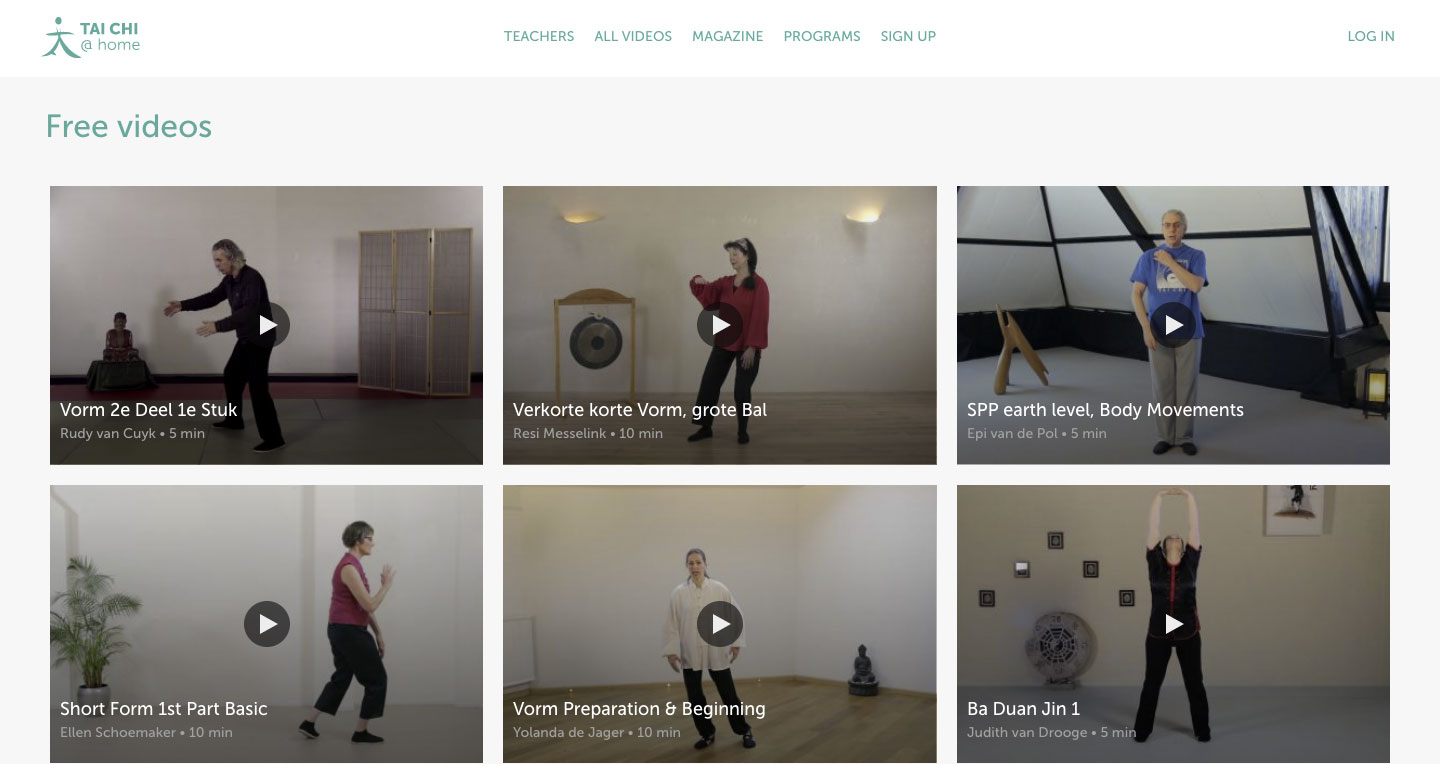 TAI CHI
@ home
TEACHERS
ALL VIDEOS
MAGAZINE
PROGRAMS
SIGN UP
LOG IN
Free videos
Vorm 2e Deel 1e Stuk
Rudy van Cuyk • 5 min
Verkorte korte Vorm, grote Bal
Resi Messelink • 10 min
SPP earth level, Body Movements
Epi van de Pol • 5 min
Short Form 1st Part Basic
Ellen Schoemaker • 10 min
Vorm Preparation & Beginning
Yolanda de Jager • 10 min
Ba Duan Jin 1
Judith van Drooge • 5 min